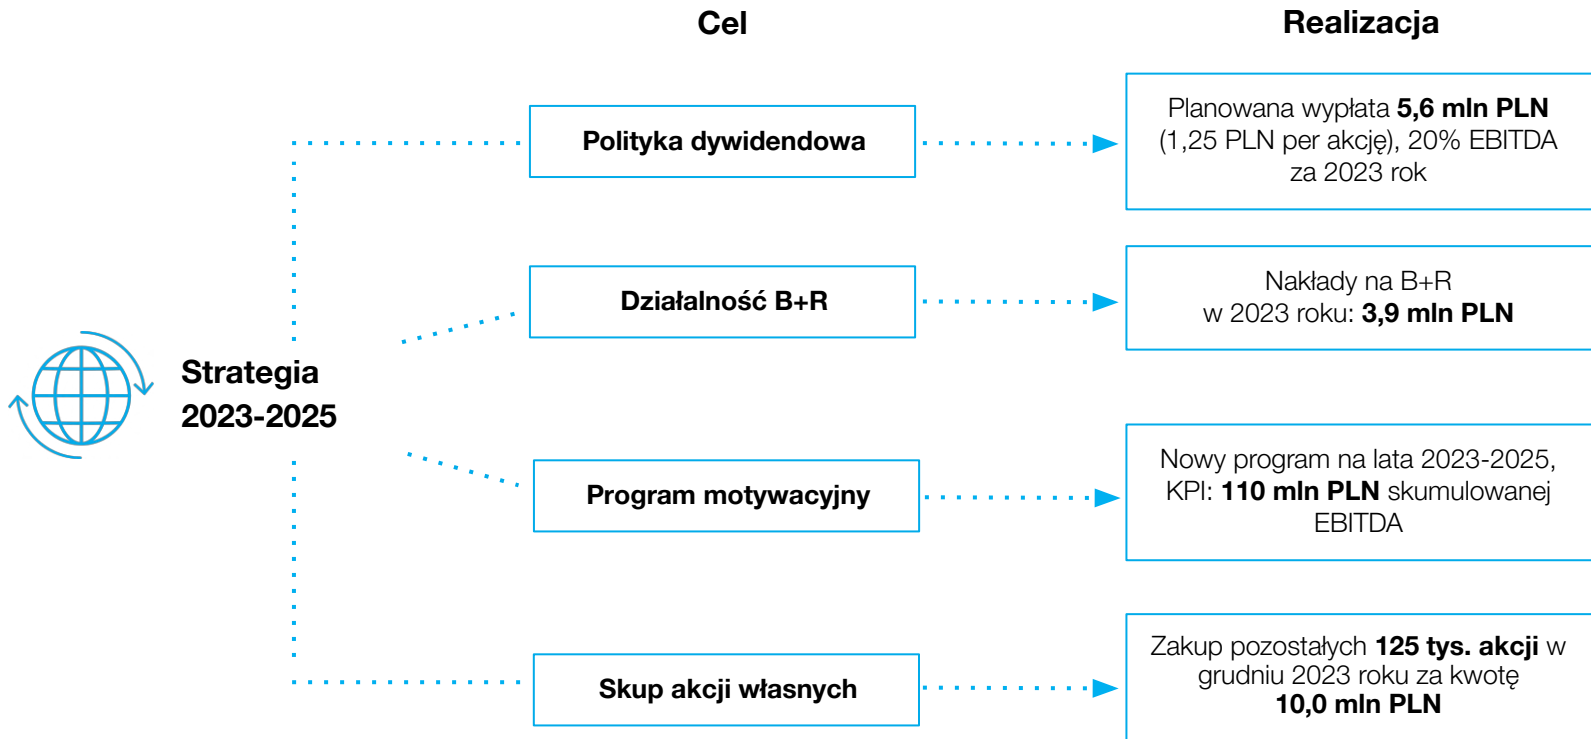 Cel
Realizacja
Polityka dywidendowa
Planowana wypłata 5,6 mln PLN
(1,25 PLN per akcję), 20% EBITDA
za 2023 rok
Działalność B+R
Nakłady na B+R
w 2023 roku: 3,9 mln PLN
Strategia
2023-2025
Program motywacyjny
Nowy program na lata 2023-2025,
KPI: 110 mln PLN skumulowanej
EBITDA
Skup akcji własnych
Zakup pozostałych 125 tys. akcji w
grudniu 2023 roku za kwotę
10,0 mln PLN